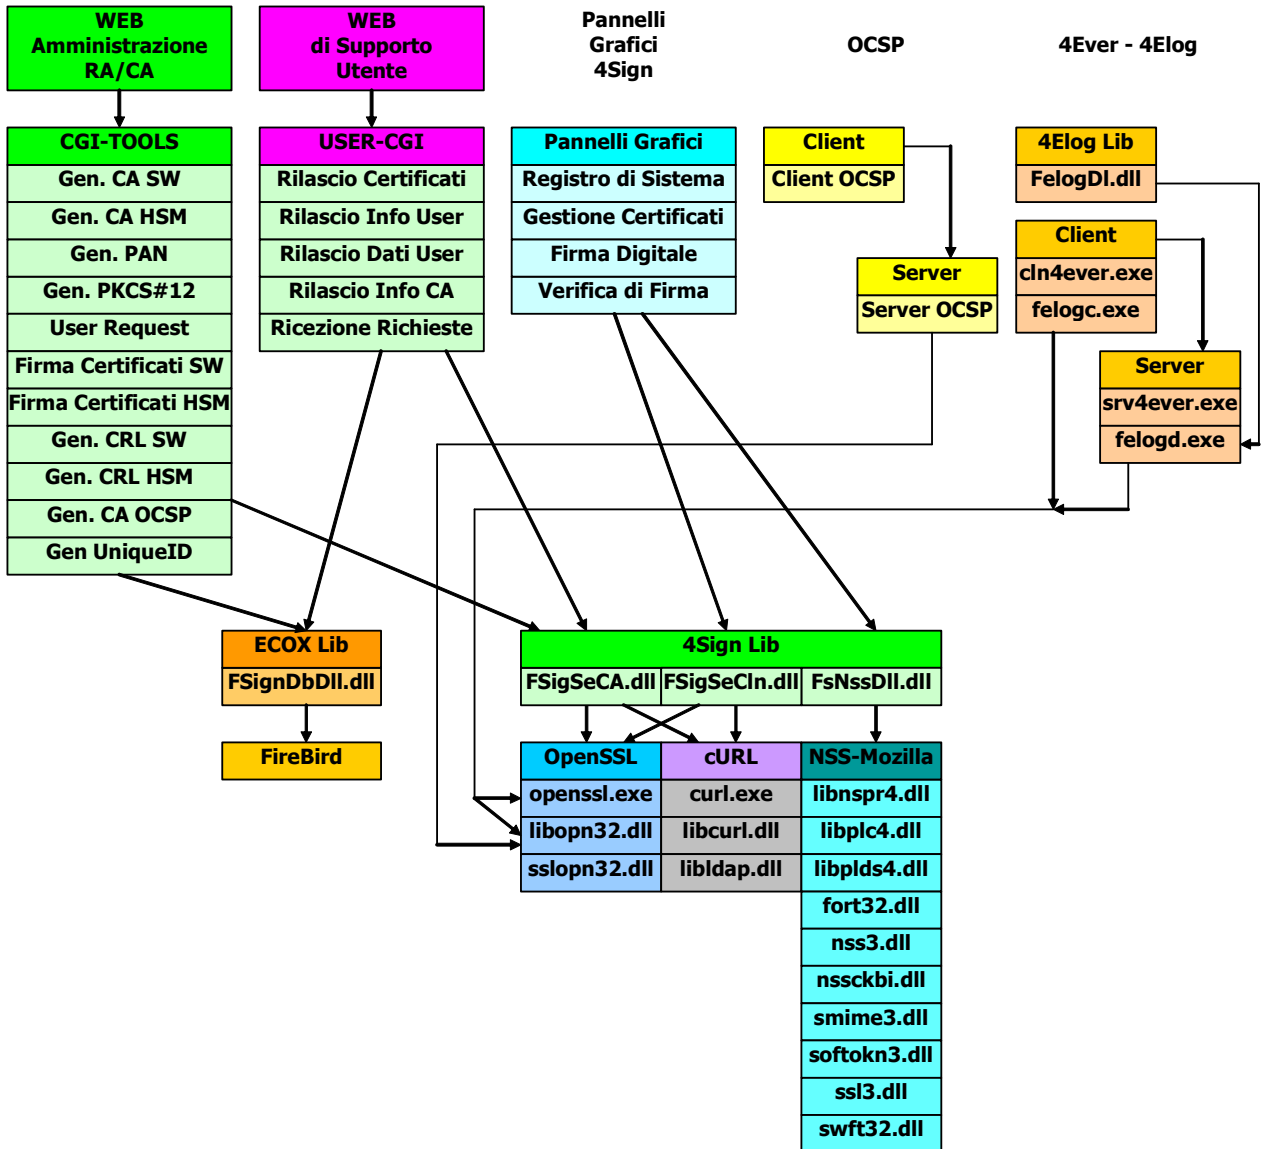 WEB
Amministrazione
RA/CA
WEB
di Supporto
Utente
Pannelli
Grafici
4Sign
OCSP
4Ever - 4Elog
CGI-TOOLS
Gen. CA SW
Gen. CA HSM
Gen. PAN
Gen. PKCS#12
User Request
Firma Certificati SW
Firma Certificati HSM
Gen. CRL SW
Gen. CRL HSM
Gen. CA OCSP
Gen UniqueID
USER-CGI
Rilascio Certificati
Rilascio Info User
Rilascio Dati User
Rilascio Info CA
Ricezione Richieste
Pannelli Grafici
Registro di Sistema
Gestione Certificati
Firma Digitale
Verifica di Firma
Client
Client OCSP
Server
Server OCSP
4Elog Lib
FelogDl.dll
Client
cln4ever.exe
felogc.exe
Server
srv4ever.exe
felogd.exe
ECOX Lib
FSignDbDll.dll
FireBird
4Sign Lib
FSigSeCA.dll
FSigSeCln.dll
FsNssDll.dll
OpenSSL
openssl.exe
libopn32.dll
sslopn32.dll
cURL
curl.exe
libcurl.dll
libldap.dll
NSS-Mozilla
libnspr4.dll
libplc4.dll
libplds4.dll
fort32.dll
nss3.dll
nssckbi.dll
smime3.dll
softokn3.dll
ssl3.dll
swft32.dll